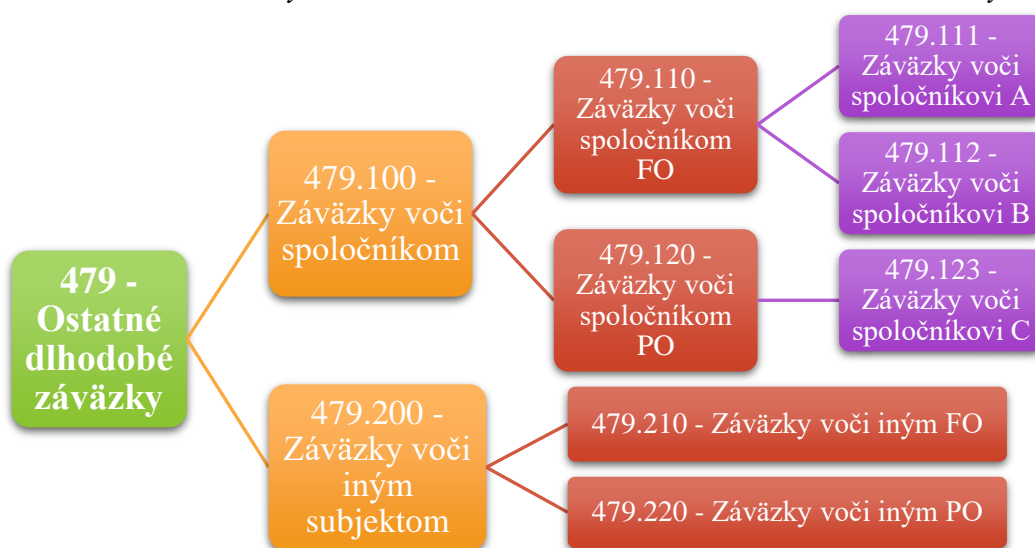 479 -
Ostatné
dlhodobé
záväzky
479.100 -
Záväzky voči
spoločníkom
479.110 -
Záväzky voči
spoločníkom
FO
479.111 -
Záväzky voči
spoločníkovi A
479.112 -
Záväzky voči
spoločníkovi B
479.120 -
Záväzky voči
spoločníkom
PO
479.123 -
Záväzky voči
spoločníkovi C
479.200 -
Záväzky voči
iným
subjektom
479.210 - Záväzky voči iným FO
479.220 - Záväzky voči iným PO